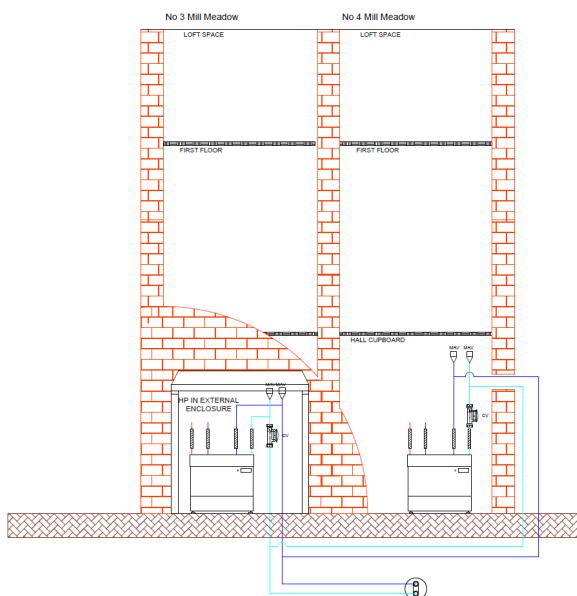 No 3 Mill Meadow
No 4 Mill Meadow
LOFT SPACE
LOFT SPACE
FIRST FLOOR
FIRST FLOOR
HALL CUPBOARD
MAV
MAV
MAV
MAV
HP IN EXTERNAL
ENCLOSURE
CV
CV